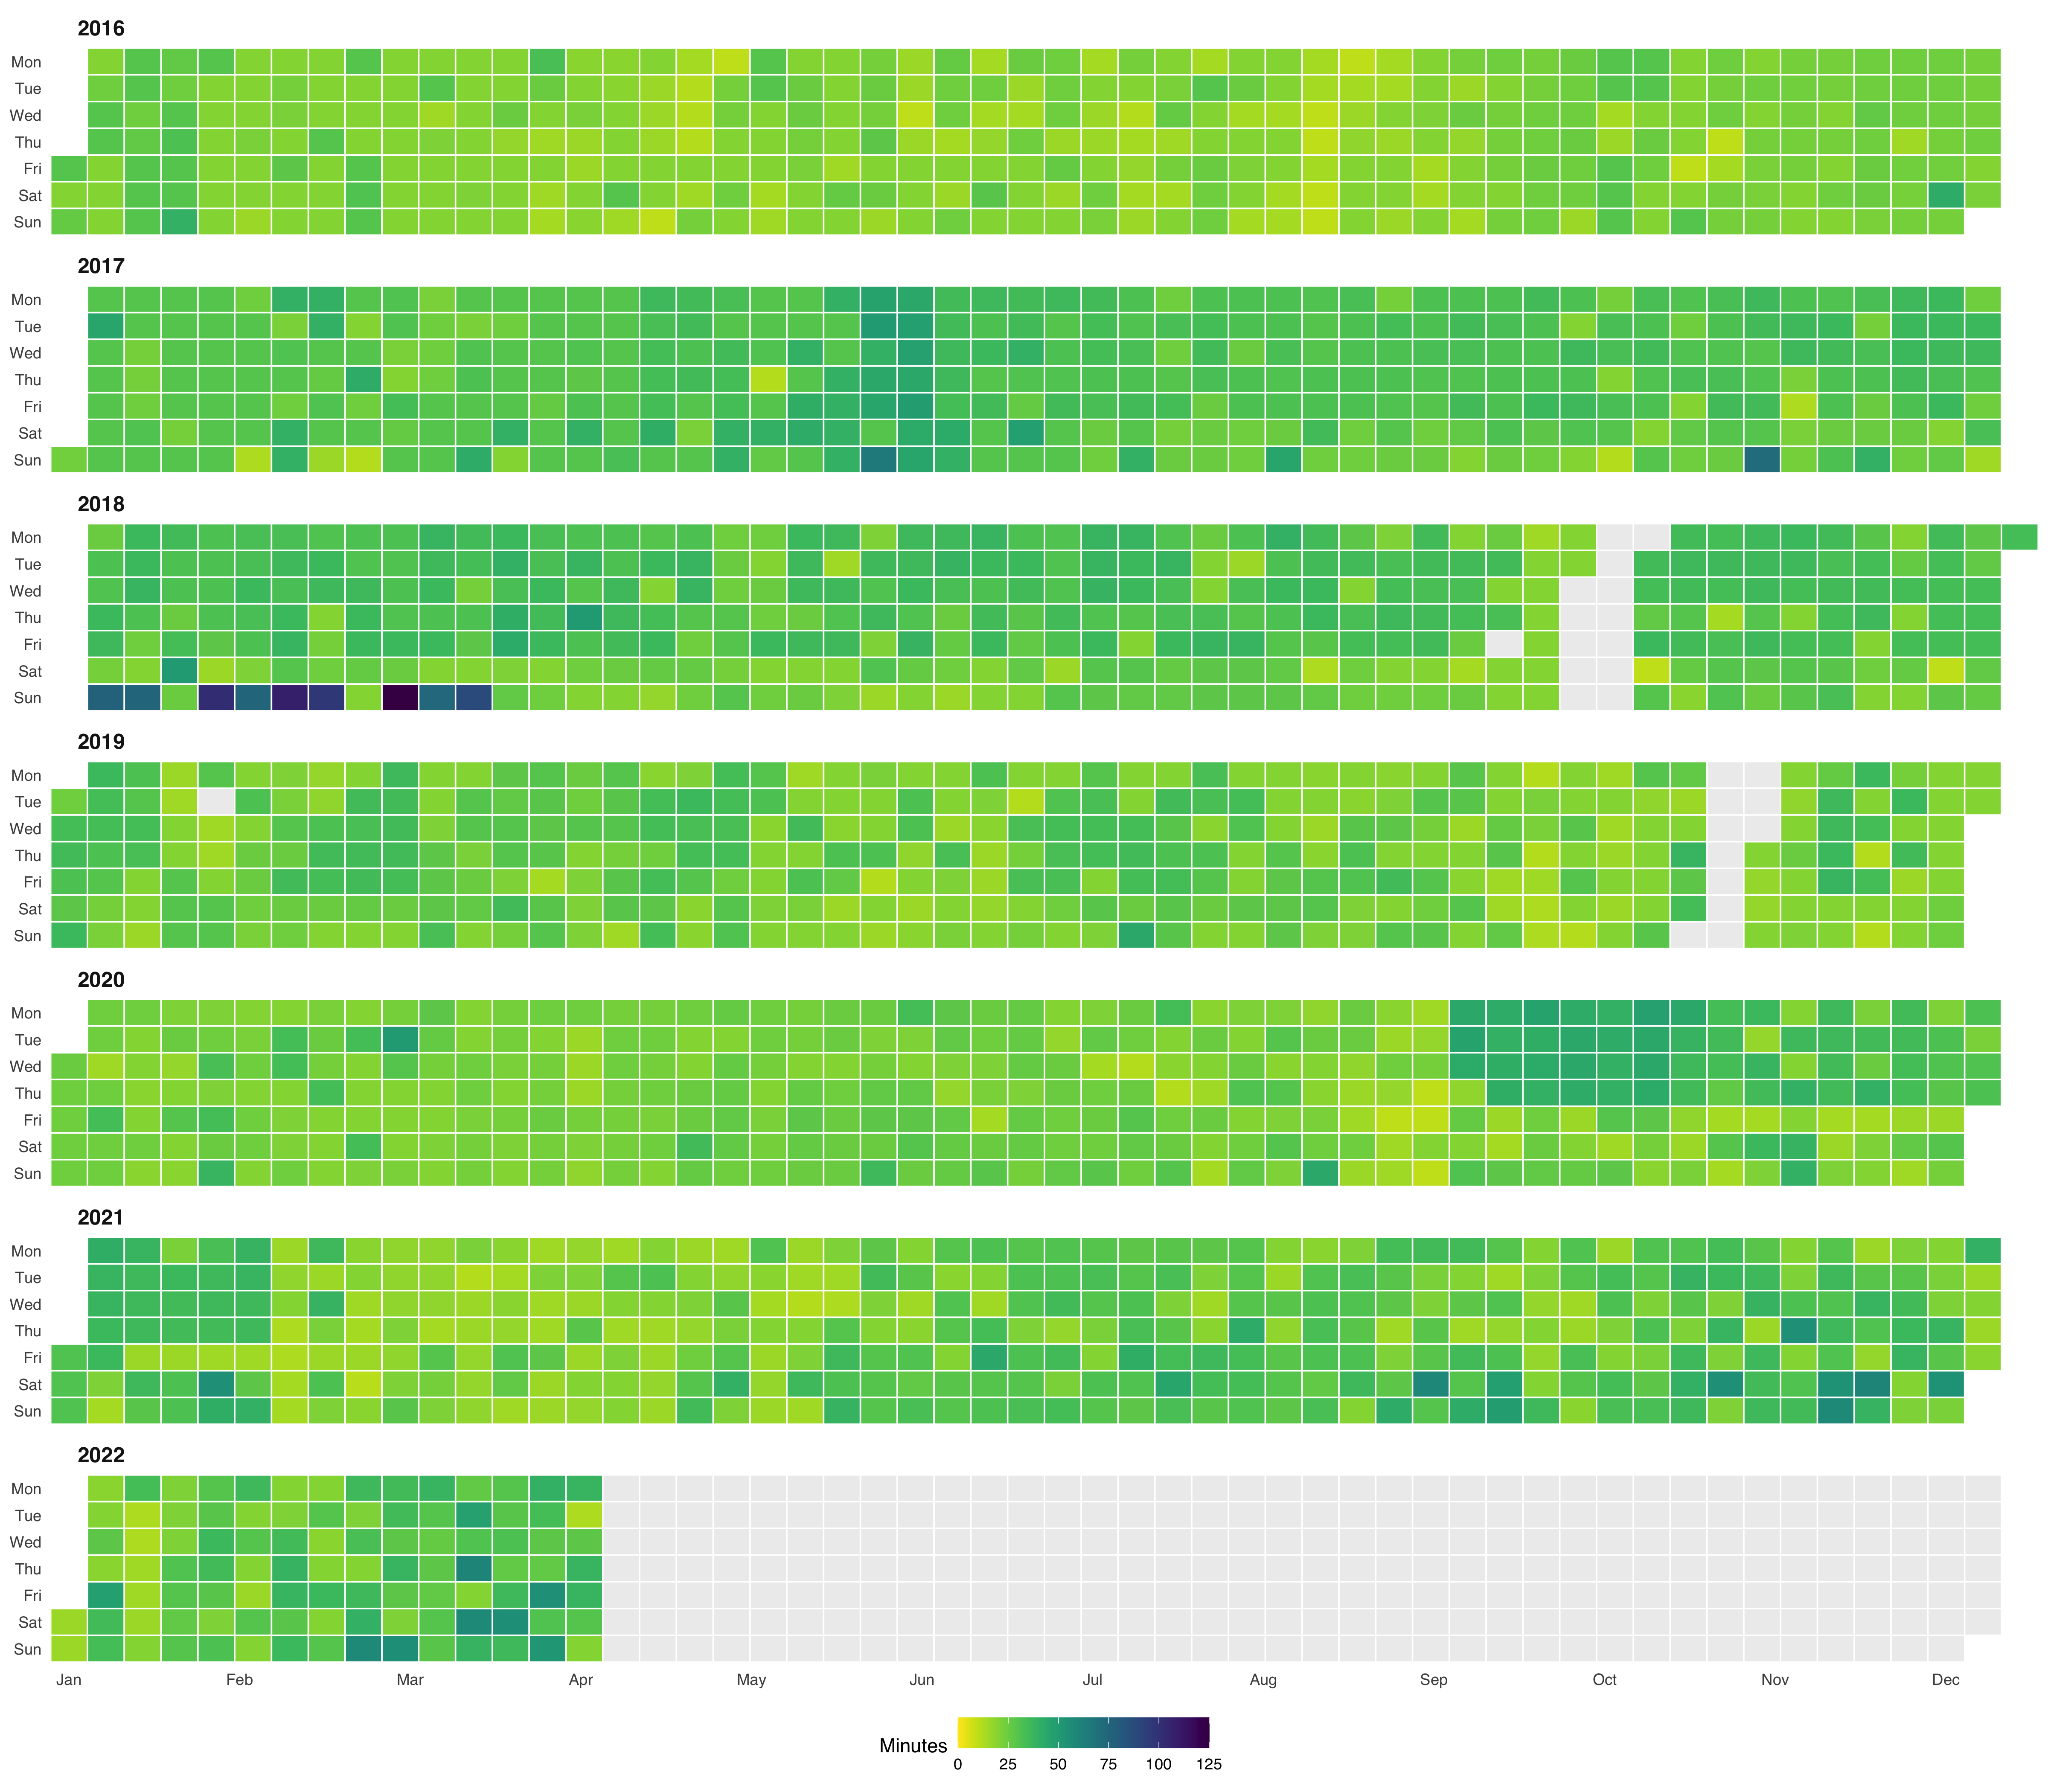 2016
Mon
Tue
Wed
Thu
Fri
Sat
Sun
2017
Mon
Tue
Wed
Thu
Fri
Sat
Sun
2018
Mon
Tue
Wed
Thu
Fri
Sat
Sun
2019
Mon
Tue
Wed
Thu
Fri
Sat
Sun
2020
Mon
Tue
Wed
Thu
Fri
Sat
Sun
2021
Mon
Tue
Wed
Thu
Fri
Sat
Sun
2022
Mon
Tue
Wed
Thu
Fri
Sat
Sun
Jan Feb Mar Apr May Jun Jul Aug Sep Oct Nov Dec
Minutes
0 25 50 75 100 125